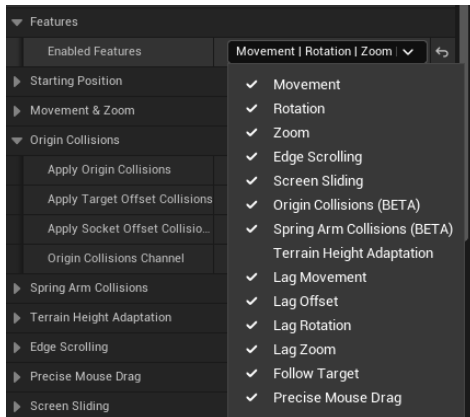 Features
Enabled Features
Movement | Rotation | Zoom |
Starting Position
Movement & Zoom
Origin Collisions
Apply Origin Collisions
Apply Target Offset Collisions
Apply Socket Offset Collisio...
Origin Collisions Channel
Spring Arm Collisions
Terrain Height Adaptation
Edge Scrolling
Precise Mouse Drag
Screen Sliding
Movement
Rotation
Zoom
Edge Scrolling
Screen Sliding
Origin Collisions (BETA)
Spring Arm Collisions (BETA)
Terrain Height Adaptation
Lag Movement
Lag Offset
Lag Rotation
Lag Zoom
Follow Target
Precise Mouse Drag